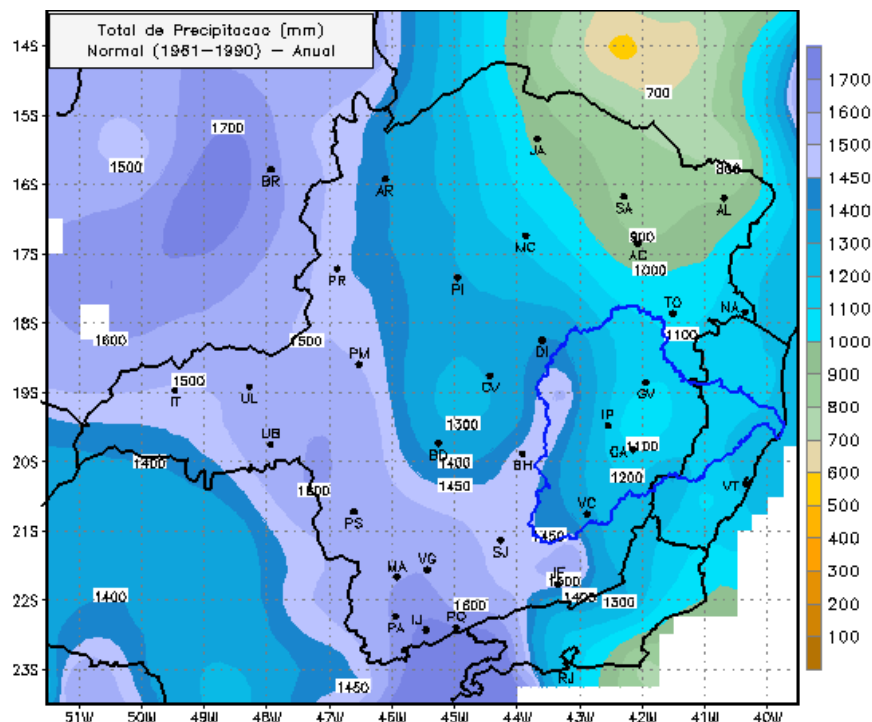 Total de Precipitacao (mm)
Normal (1961−1990) − Anual
14S
15S
16S
17S
18S
19S
20S
21S
22S
23S
700
1700
1500
JA
BR
AR
SA
AL
900
MC
AC
1000
PR
PI
TO
NA
1600
1500
1100
PM
DI
1500
IT
UL
CV
GV
1300
IP
UB
BD
1400
BH
CA
1100
1400
1450
1200
VT
PS
VC
1450
SJ
MA
VG
JF
1400
1400
1300
1600
PA
IJ
PQ
1450
RJ
51W
50W
49W
48W
47W
46W
45W
44W
43W
42W
41W
40W
1700
1600
1500
1450
1400
1300
1200
1100
1000
900
800
700
600
500
400
300
200
100